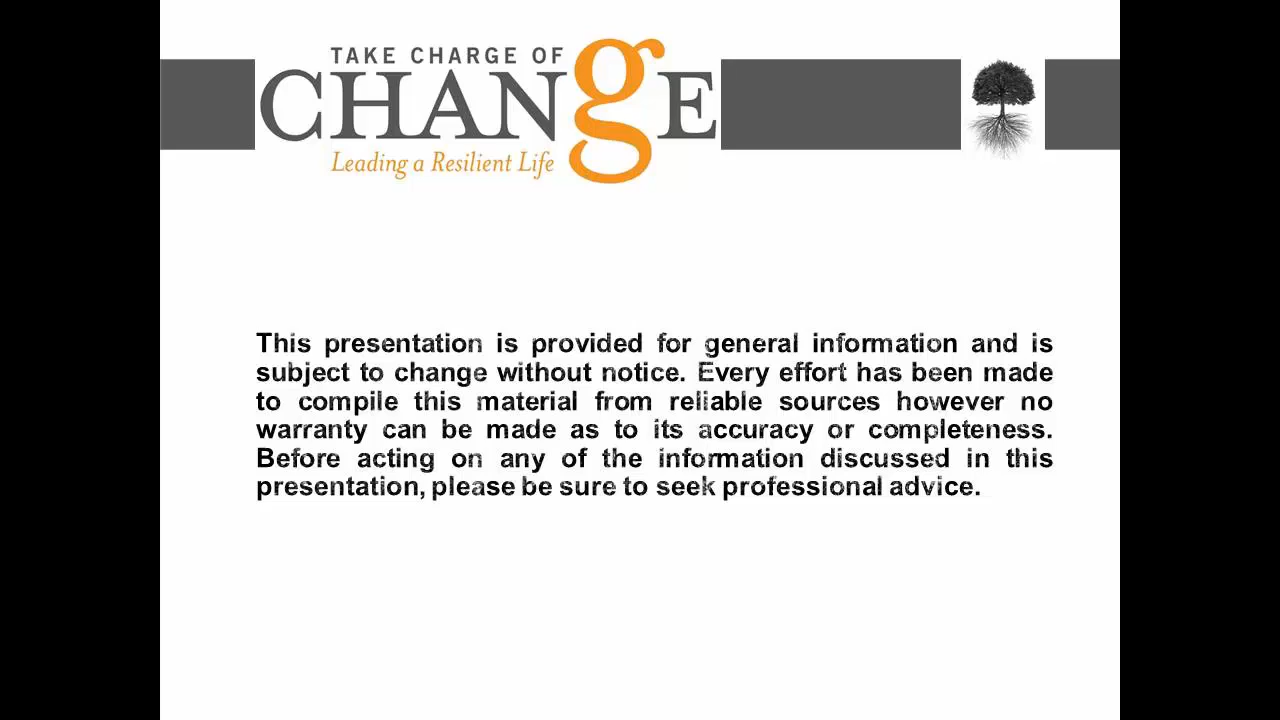 TAKE CHARGE OF
CHANgE
Leading a Resilient Life
This presentation is provided for general information and is
subject to change without notice. Every effort has been made
to compile this material from reliable sources however no
warranty can be made as to its accuracy or completeness.
Before acting on any of the information discussed in this
presentation, please be sure to seek professional advice.